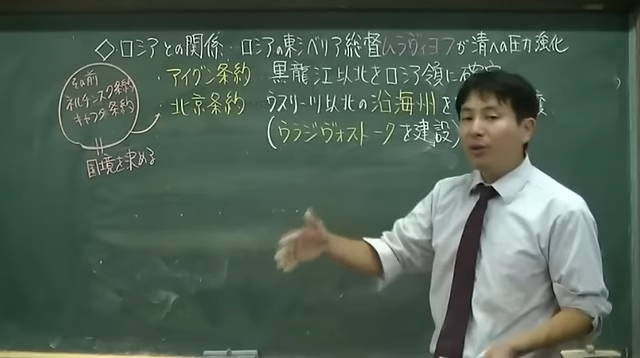 ◇・ロシアとの関係・ロシアの東シベリア総督ムラヴィヨフが清への圧力強化
・アイグン条約 黒龍江以北をロシア領に確定
・北京条約 ウスリー以北の沿海州を
(ウラジヴォストークを建設)
その前
ネルチンスク条約
キャフタ条約
国境を決める